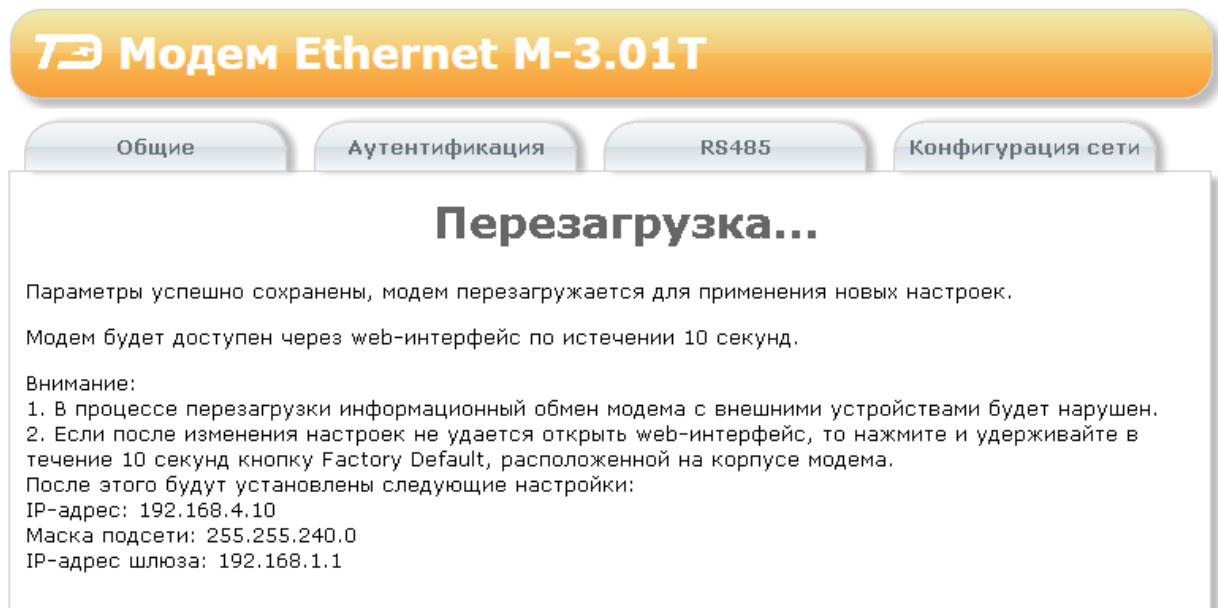 ТЭ Модем Ethernet М-3.01Т
Общие
Аутентификация
RS485
Конфигурация сети
Перезагрузка...
Параметры успешно сохранены, модем перезагружается для применения новых настроек.
Модем будет доступен через web-интерфейс по истечении 10 секунд.
Внимание:
1. В процессе перезагрузки информационный обмен модема с внешними устройствами будет нарушен.
2. Если после изменения настроек не удается открыть web-интерфейс, то нажмите и удерживайте в
течение 10 секунд кнопку Factory Default, расположенной на корпусе модема.
После этого будут установлены следующие настройки:
IP-адрес: 192.168.4.10
Маска подсети: 255.255.240.0
IP-адрес шлюза: 192.168.1.1